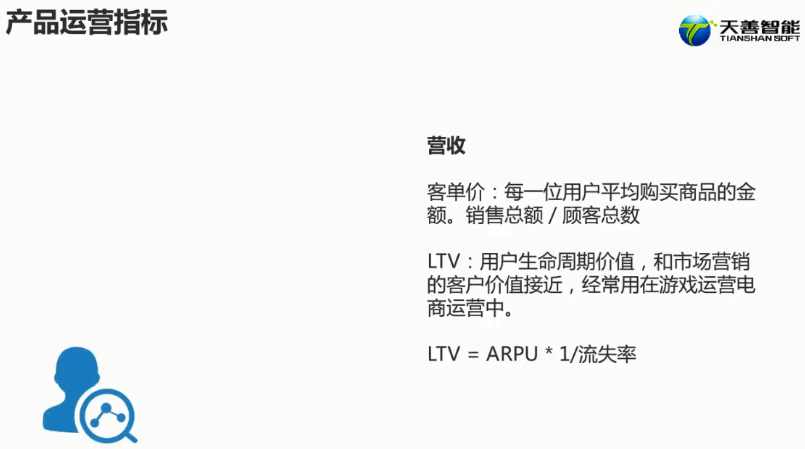 产品运营指标
天善智能
TIANSHAN SOFT
营收
客单价：每一位用户平均购买商品的金
额。销售总额 / 顾客总数
LTV：用户生命周期价值，和市场营销
的客户价值接近，经常用在游戏运营电
商运营中。
LTV = ARPU * 1/流失率